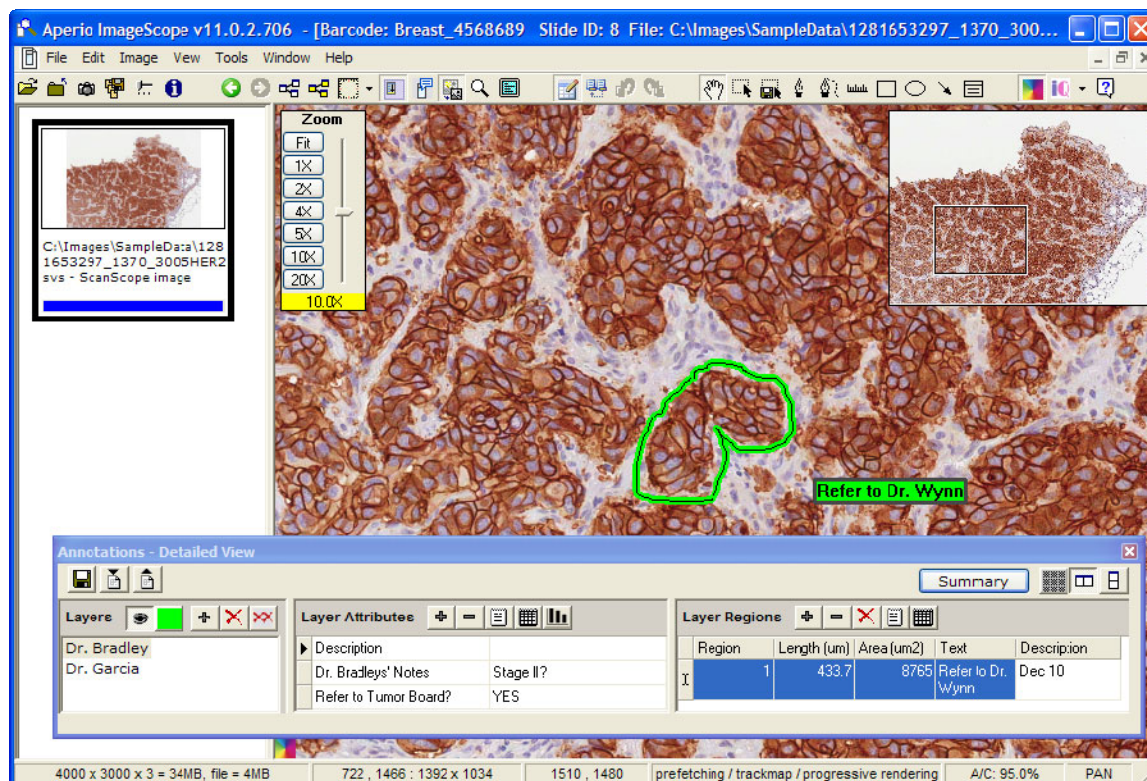 Aperio ImageScope v11.0.2.706 - [Barcode: Breast_4568689 Slide ID: 8 File: C:\Images\SampleData\1281653297_1370_300...
File Edit Image View Tools Window Help
iQ
Zoom
Fit
1X
2X
4X
5X
10X
20X
10.0X
C:\Images\SampleData\128
1653297_1370_3005HER2
svs - ScanScope image
Refer to Dr. Wynn
Annotations - Detailed View
Summary
Layers
Dr. Bradley
Dr. Garcia
Layer Attributes
Description
Dr. Bradleys' Notes Stage II?
Refer to Tumor Board? YES
Layer Regions
Region Length (um) Area (um2) Text Description
1 433.7 8765 Refer to Dr. Dec 10
Wynn
4000 x 3000 x 3 = 34MB, file = 4MB 722 , 1466 : 1392 x 1034 1510 , 1480 prefetching / trackmap / progressive rendering A/C: 95.0% PAN